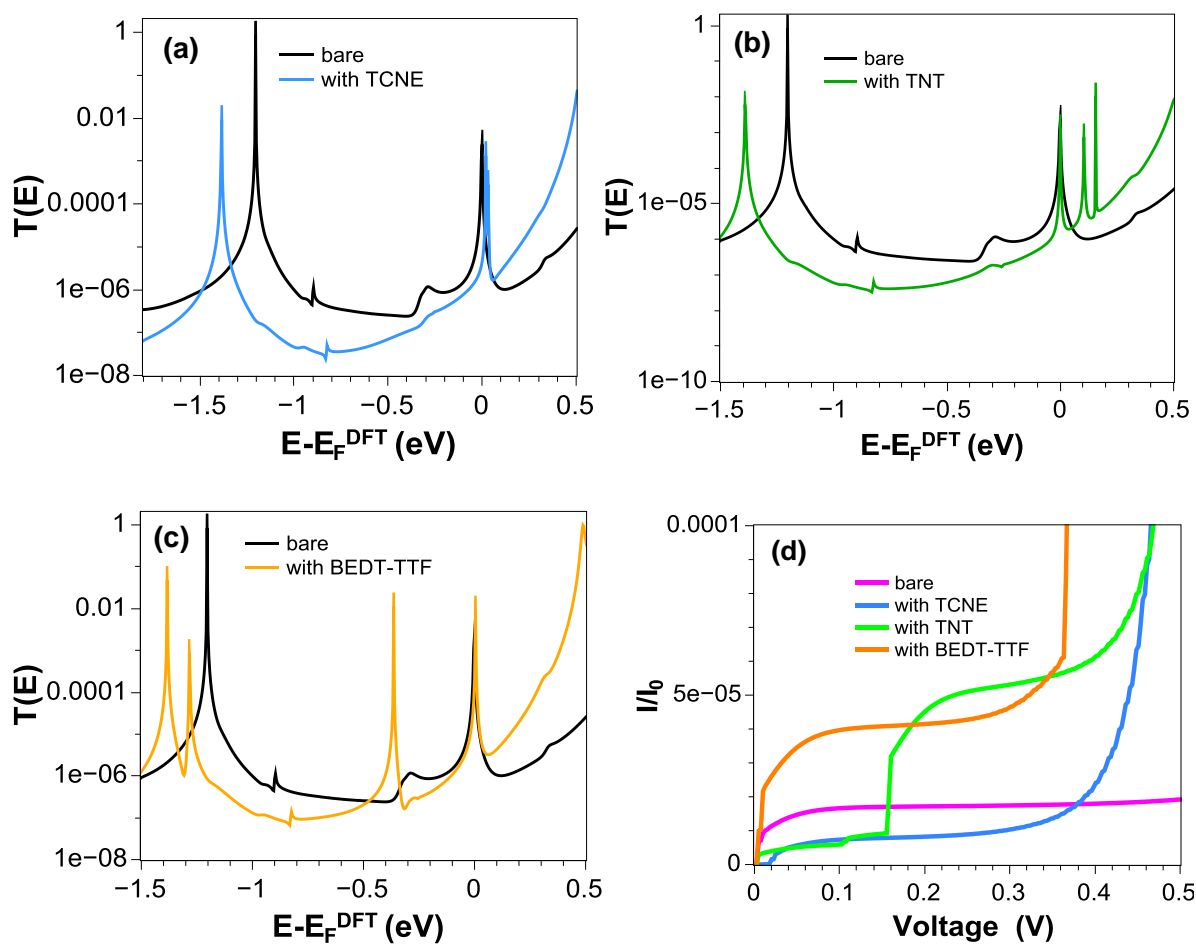 (a)
bare
with TCNE
1
0.01
0.0001
1e−06
1e−08
T(E)
−1.5
−1
−0.5
0
0.5
E-E_F^DFT (eV)
(b)
bare
with TNT
1
1e−05
1e−10
T(E)
−1.5
−1
−0.5
0
0.5
E-E_F^DFT (eV)
(c)
bare
with BEDT-TTF
1
0.01
0.0001
1e−06
1e−08
T(E)
−1.5
−1
−0.5
0
0.5
E-E_F^DFT (eV)
(d)
bare
with TCNE
with TNT
with BEDT-TTF
0.0001
5e−05
0
I/I₀
0
0.1
0.2
0.3
0.4
0.5
Voltage (V)